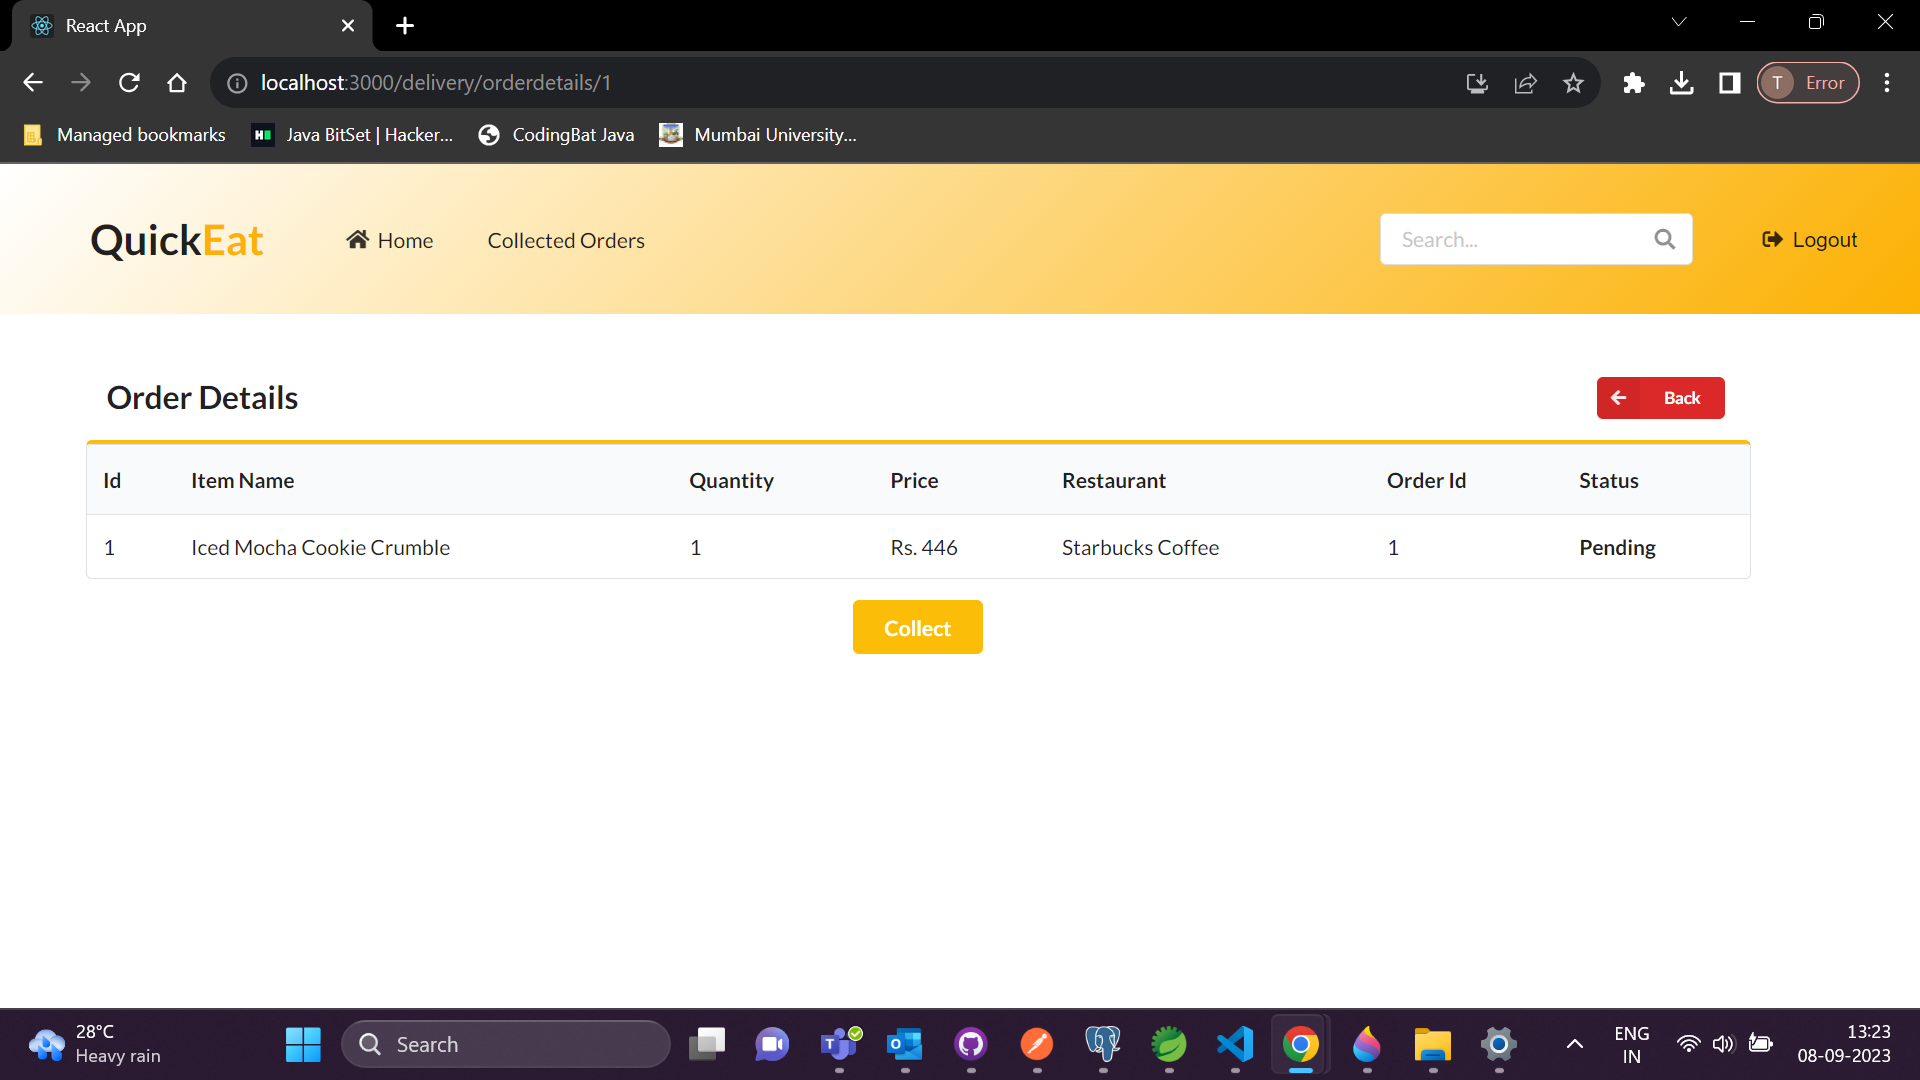 React App
localhost:3000/delivery/orderdetails/1
T Error
Managed bookmarks
Java BitSet | Hacker...
CodingBat Java
Mumbai University...
QuickEat
Home
Collected Orders
Search...
Logout
Order Details
Back
Id Item Name Quantity Price Restaurant Order Id Status
1 Iced Mocha Cookie Crumble 1 Rs. 446 Starbucks Coffee 1 Pending
Collect
28°C
Heavy rain
Search
ENG
IN
13:23
08-09-2023